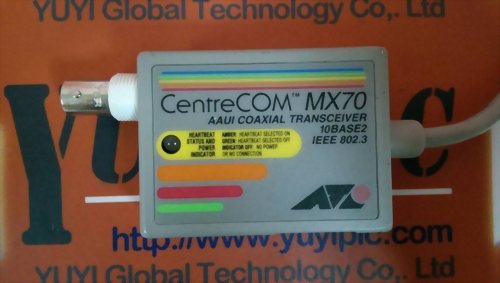 YUYI Global Technology Co,. Ltd
CentreCOM™ MX70
AAUI COAXIAL TRANSCEIVER
10BASE2
IEEE 802.3
HEARTBEAT STATUS AND POWER INDICATOR
AMBER: HEARTBEAT SELECTED ON
GREEN: HEARTBEAT SELECTED OFF
INDICATOR OFF: NO POWER
OR NO CONNECTION
http://www.yuyiplc.com
YUYI Global Technology Co,. Ltd